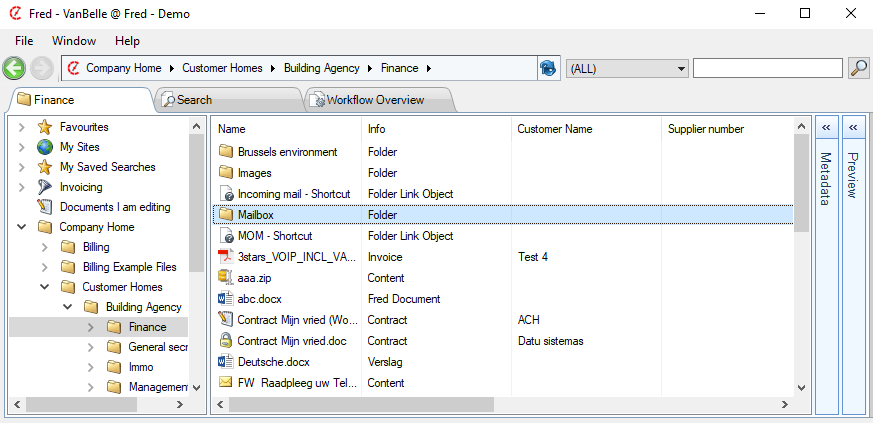 Fred - VanBelle @ Fred - Demo
File Window Help
Company Home Customer Homes Building Agency Finance (ALL)
Finance Search Workflow Overview
Favourites
My Sites
My Saved Searches
Invoicing
Documents I am editing
Company Home
Billing
Billing Example Files
Customer Homes
Building Agency
Finance
General secr
Immo
Management
Name Info Customer Name Supplier number
Brussels environment Folder
Images Folder
Incoming mail - Shortcut Folder Link Object
Mailbox Folder
MOM - Shortcut Folder Link Object
3stars_VOIP_INCL_VA... Invoice Test 4
aaa.zip Content
abc.docx Fred Document
Contract Mijn vried (Wo... Contract ACH
Contract Mijn vried.doc Contract Datu sistemas
Deutsche.docx Verslag
FW Raadpleeg uw Tel... Content
Metadata
Preview